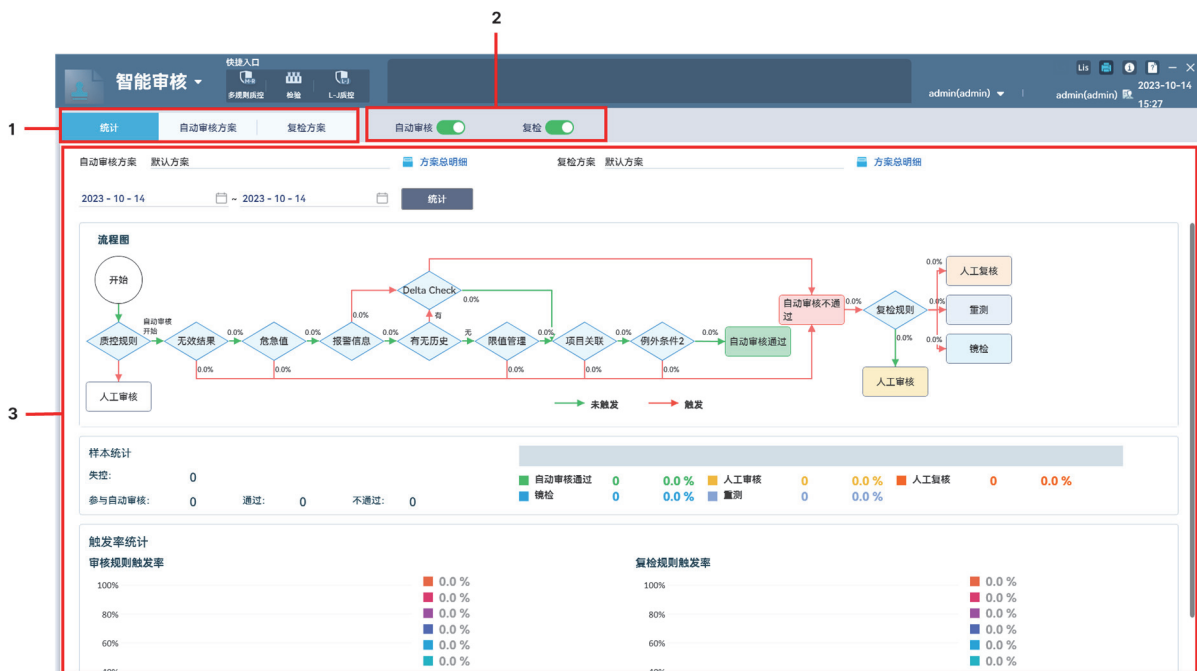 2
快捷入口
智能审核
M-R
L-J
多规则质控 检验 L-J质控
Lis
admin(admin)
admin(admin)
2023-10-14
15:27
1
统计 自动审核方案 复检方案 自动审核 复检
自动审核方案 默认方案 方案总明细 复检方案 默认方案 方案总明细
2023 - 10 - 14 ~ 2023 - 10 - 14 统计
流程图
开始
Delta Check
0.0%
0.0%
有
自动审核
开始
质控规则 0.0% 无效结果 0.0% 危急值 0.0% 报警信息 0.0% 有无历史 无 限值管理 0.0% 项目关联 0.0% 例外条件2 0.0% 自动审核通过
0.0% 0.0% 0.0% 0.0% 0.0%
自动审核不通
过
0.0% 复检规则
0.0% 人工复核
0.0% 重测
0.0% 镜检
0.0%
人工审核
人工审核
未触发 触发
3
样本统计
失控: 0
参与自动审核: 0 通过: 0 不通过: 0
自动审核通过 0 0.0 % 人工审核 0 0.0 % 人工复核 0 0.0 %
镜检 0 0.0 % 重测 0 0.0 %
触发率统计
审核规则触发率
100%
80%
60%
0.0 %
0.0 %
0.0 %
0.0 %
0.0 %
0.0 %
复检规则触发率
100%
80%
60%
0.0 %
0.0 %
0.0 %
0.0 %
0.0 %
0.0 %